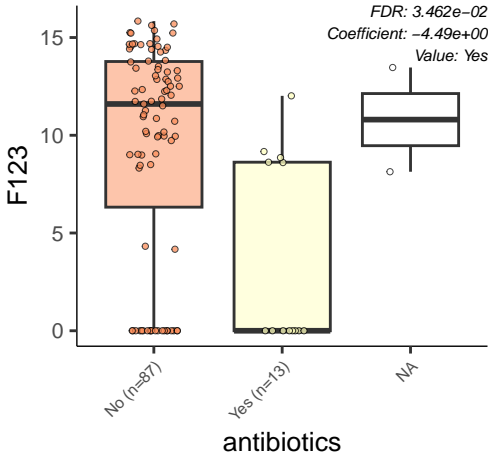 FDR: 3.462e−02
Coefficient: −4.49e+00
Value: Yes
F123
15
10
5
0
No (n=87)
Yes (n=13)
NA
antibiotics